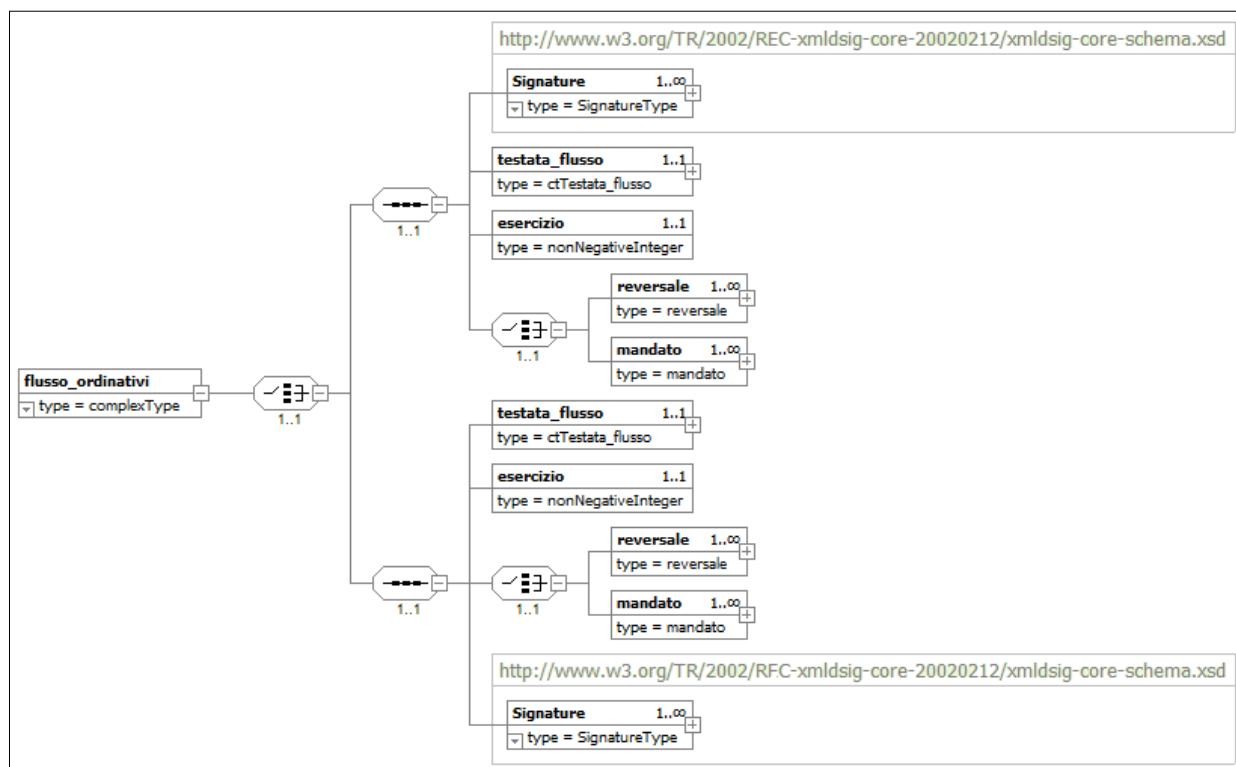 http://www.w3.org/TR/2002/REC-xmldsig-core-20020212/xmldsig-core-schema.xsd
Signature 1..∞
type = SignatureType
testata_flusso 1..1
type = ctTestata_flusso
1..1
esercizio 1..1
type = nonNegativeInteger
reversale 1..∞
type = reversale
1..1
mandato 1..∞
type = mandato
flusso_ordinativi
type = complexType
1..1
testata_flusso 1..1
type = ctTestata_flusso
esercizio 1..1
type = nonNegativeInteger
reversale 1..∞
type = reversale
1..1
1..1
mandato 1..∞
type = mandato
http://www.w3.org/TR/2002/REC-xmldsig-core-20020212/xmldsig-core-schema.xsd
Signature 1..∞
type = SignatureType